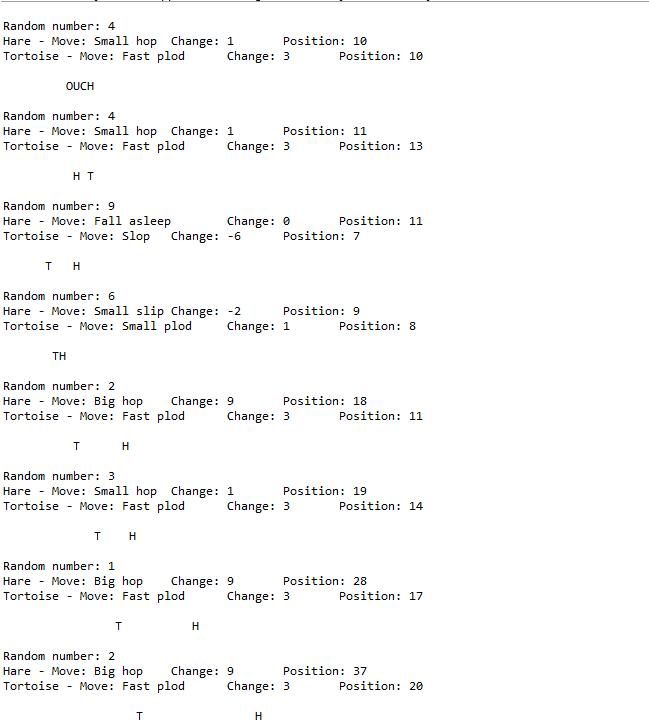 Random number: 4
Hare - Move: Small hop Change: 1 Position: 10
Tortoise - Move: Fast plod Change: 3 Position: 10
OUCH
Random number: 4
Hare - Move: Small hop Change: 1 Position: 11
Tortoise - Move: Fast plod Change: 3 Position: 13
H T
Random number: 9
Hare - Move: Fall asleep Change: 0 Position: 11
Tortoise - Move: Slop Change: -6 Position: 7
T H
Random number: 6
Hare - Move: Small slip Change: -2 Position: 9
Tortoise - Move: Small plod Change: 1 Position: 8
TH
Random number: 2
Hare - Move: Big hop Change: 9 Position: 18
Tortoise - Move: Fast plod Change: 3 Position: 11
T H
Random number: 3
Hare - Move: Small hop Change: 1 Position: 19
Tortoise - Move: Fast plod Change: 3 Position: 14
T H
Random number: 1
Hare - Move: Big hop Change: 9 Position: 28
Tortoise - Move: Fast plod Change: 3 Position: 17
T H
Random number: 2
Hare - Move: Big hop Change: 9 Position: 37
Tortoise - Move: Fast plod Change: 3 Position: 20
T H